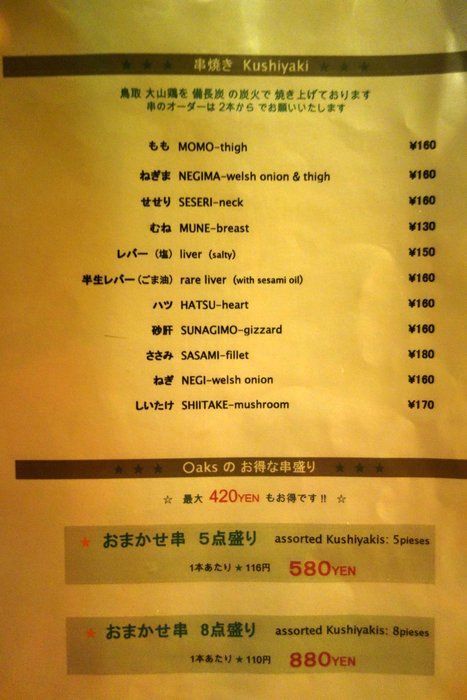 ★ ★ ★ 串焼き Kushiyaki ★ ★ ★
鳥取 大山鶏を 備長炭 の炭火で 焼き上げております
串のオーダーは 2本から でお願いいたします
もも MOMO-thigh ¥160
ねぎま NEGIMA-welsh onion & thigh ¥160
せせり SESERI-neck ¥160
むね MUNE-breast ¥130
レバー（塩）liver（salty） ¥150
半生レバー（ごま油）rare liver（with sesami oil） ¥160
ハツ HATSU-heart ¥160
砂肝 SUNAGIMO-gizzard ¥160
ささみ SASAMI-fillet ¥180
ねぎ NEGI-welsh onion ¥160
しいたけ SHIITAKE-mushroom ¥170
★ ★ ★ Oaks の お得な串盛り ★ ★ ★
☆ 最大 420YEN もお得です!! ☆
★ おまかせ串 5点盛り assorted Kushiyakis: 5pieses
1本あたり ★ 116円 580YEN
★ おまかせ串 8点盛り assorted Kushiyakis: 8pieses
1本あたり ★ 110円 880YEN